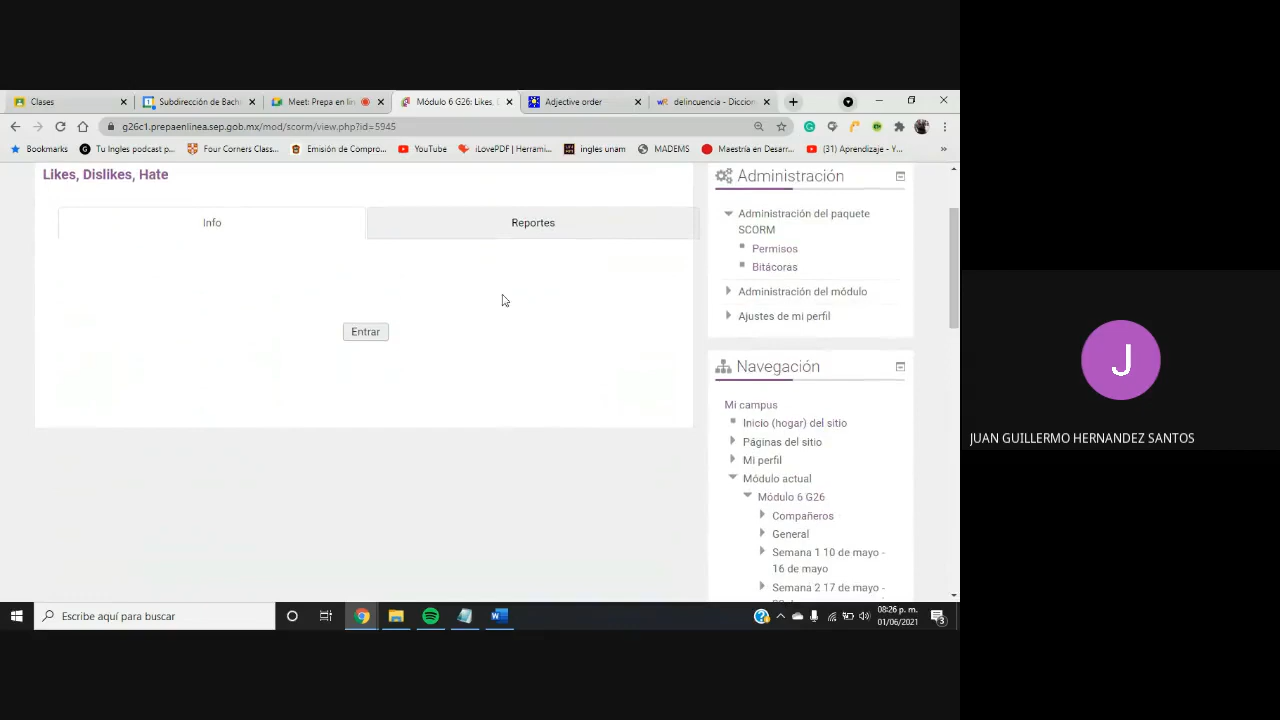 Clases
Subdirección de Bach
Meet: Prepa en lín
Módulo 6 G26: Likes, D
Adjective order
delincuencia - Diccion
g26c1.prepaenlinea.sep.gob.mx/mod/scorm/view.php?id=5945
Bookmarks
Tu Ingles podcast p...
Four Corners Class...
Emisión de Compro...
YouTube
iLovePDF | Herrami...
ingles unam
MADEMS
Maestría en Desarr...
(31) Aprendizaje - Y...
Likes, Dislikes, Hate
Info
Reportes
Entrar
Administración
Administración del paquete
SCORM
Permisos
Bitácoras
Administración del módulo
Ajustes de mi perfil
Navegación
Mi campus
Inicio (hogar) del sitio
Páginas del sitio
Mi perfil
Módulo actual
Módulo 6 G26
Compañeros
General
Semana 1 10 de mayo -
16 de mayo
Semana 2 17 de mayo -
Escribe aquí para buscar
08:26 p. m.
01/06/2021
3
J
JUAN GUILLERMO HERNANDEZ SANTOS